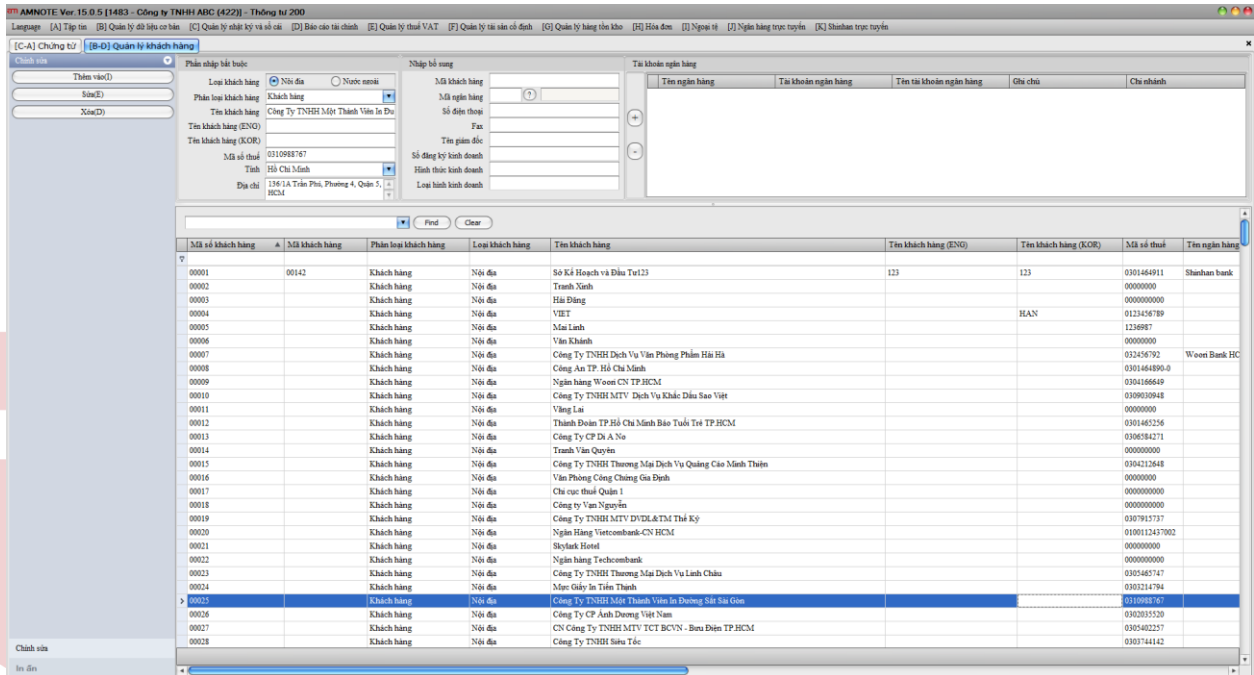 AMNOTE Ver.15.0.5 [1483 - Công ty TNHH ABC (422)] - Thông tư 200
Language [A] Tập tin [B] Quản lý dữ liệu cơ bản [C] Quản lý nhật ký và sổ cái [D] Báo cáo tài chính [E] Quản lý thuế VAT [F] Quản lý tài sản cố định [G] Quản lý hàng tồn kho [H] Hóa đơn [I] Ngoại tệ [J] Ngân hàng trực tuyến [K] Shinhan trực tuyến
[C-A] Chứng từ [B-D] Quản lý khách hàng
Chỉnh sửa
Thêm vào(I)
Sửa(E)
Xóa(D)
Phần nhập bắt buộc
Loại khách hàng Nội địa Nước ngoài
Phân loại khách hàng Khách hàng
Tên khách hàng Công Ty TNHH Một Thành Viên In Đư
Tên khách hàng (ENG)
Tên khách hàng (KOR)
Mã số thuế 0310988767
Tỉnh Hồ Chí Minh
Địa chỉ 136/1A Trần Phú, Phường 4, Quận 5,
HCM
Nhập bổ sung
Mã khách hàng
Mã ngân hàng
Số điện thoại
Fax
Tên giám đốc
Số đăng ký kinh doanh
Hình thức kinh doanh
Loại hình kinh doanh
Tài khoản ngân hàng
Tên ngân hàng Tài khoản ngân hàng Tên tài khoản ngân hàng Ghi chú Chi nhánh
Find Clear
Mã số khách hàng Mã khách hàng Phân loại khách hàng Loại khách hàng Tên khách hàng Tên khách hàng (ENG) Tên khách hàng (KOR) Mã số thuế Tên ngân hàng
00001 00142 Khách hàng Nội địa Sở Kế Hoạch và Đầu Tư123 123 123 0301464911 Shinhan bank
00002 Khách hàng Nội địa Tranh Xinh 00000000
00003 Khách hàng Nội địa Hải Đăng 0000000000
00004 Khách hàng Nội địa VIET HAN 0123456789
00005 Khách hàng Nội địa Mai Linh 1236987
00006 Khách hàng Nội địa Văn Khánh 00000000
00007 Khách hàng Nội địa Công Ty TNHH Dịch Vụ Văn Phòng Phẩm Hải Hà 032456792 Woori Bank HC
00008 Khách hàng Nội địa Công An TP. Hồ Chí Minh 0301464890-0
00009 Khách hàng Nội địa Ngân hàng Woori CN TP.HCM 0304166649
00010 Khách hàng Nội địa Công Ty TNHH MTV Dịch Vụ Khắc Dấu Sao Việt 0309030948
00011 Khách hàng Nội địa Vãng Lai 00000000
00012 Khách hàng Nội địa Thành Đoàn TP.Hồ Chí Minh Báo Tuổi Trẻ TP.HCM 0301465256
00013 Khách hàng Nội địa Công Ty CP Di A Nơ 0306584271
00014 Khách hàng Nội địa Tranh Văn Quyền 000000000
00015 Khách hàng Nội địa Công Ty TNHH Thương Mại Dịch Vụ Quảng Cáo Minh Thiện 0304212648
00016 Khách hàng Nội địa Văn Phòng Công Chứng Gia Định 00000000
00017 Khách hàng Nội địa Chi cục thuế Quận 1 0000000000
00018 Khách hàng Nội địa Công ty Vạn Nguyễn 0000000000
00019 Khách hàng Nội địa Công Ty TNHH MTV DVDL&TM Thế Kỷ 0307915737
00020 Khách hàng Nội địa Ngân Hàng Vietcombank-CN HCM 0100112437002
00021 Khách hàng Nội địa Skylark Hotel 000000000
00022 Khách hàng Nội địa Ngân hàng Techcombank 0000000000
00023 Khách hàng Nội địa Công Ty TNHH Thương Mại Dịch Vụ Linh Châu 0305465747
00024 Khách hàng Nội địa Mực Giấy In Tiến Thịnh 0303214794
00025 Khách hàng Nội địa Công Ty TNHH Một Thành Viên In Đường Sắt Sài Gòn 0310988767
00026 Khách hàng Nội địa Công Ty CP Ánh Dương Việt Nam 0302035520
00027 Khách hàng Nội địa CN Công Ty TNHH MTV TCT BCVN - Bưu Điện TP.HCM 0305402257
00028 Khách hàng Nội địa Công Ty TNHH Siêu Tốc 0303744142
Chỉnh sửa
In ấn